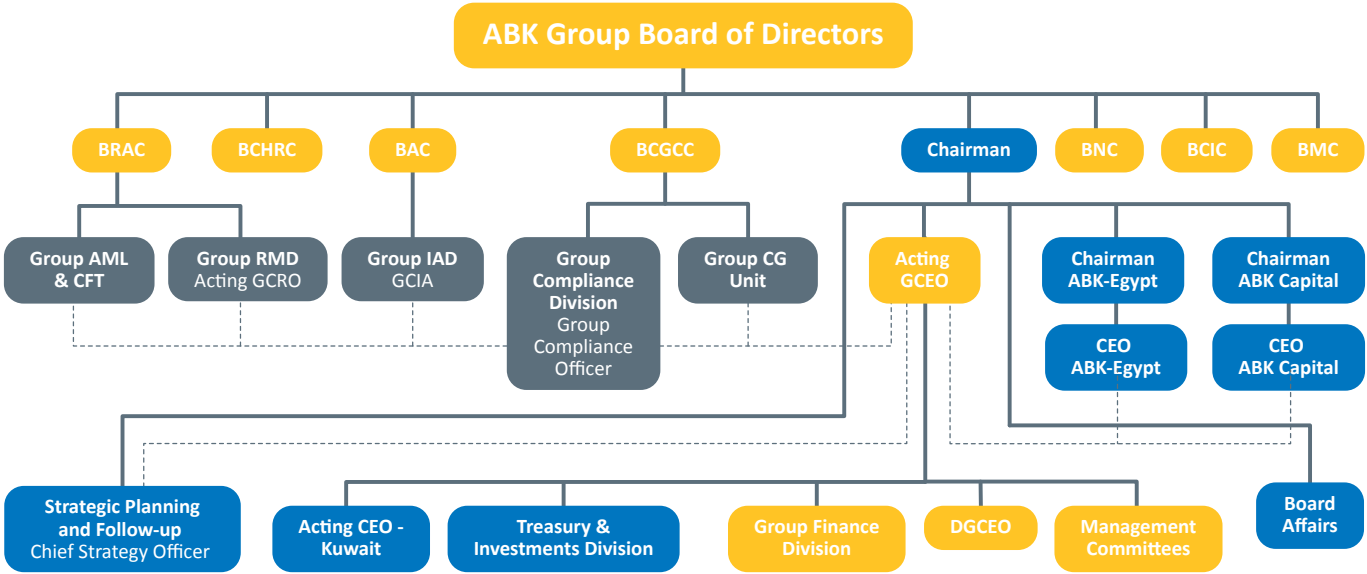 ABK Group Board of Directors
BRAC
BCHRC
BAC
BCGCC
Chairman
BNC
BCIC
BMC
Group AML
& CFT
Group RMD
Acting GCRO
Group IAD
GCIA
Group
Compliance
Division
Group
Compliance
Officer
Group CG
Unit
Acting
GCEO
Chairman
ABK-Egypt
Chairman
ABK Capital
CEO
ABK-Egypt
CEO
ABK Capital
Strategic Planning
and Follow-up
Chief Strategy Officer
Acting CEO -
Kuwait
Treasury &
Investments Division
Group Finance
Division
DGCEO
Management
Committees
Board
Affairs